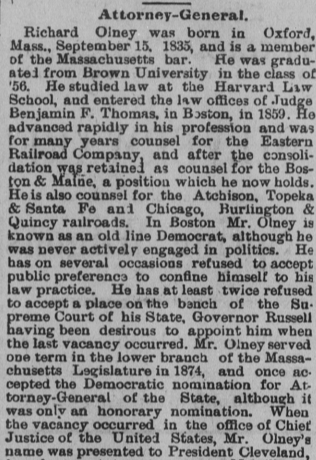 Attorney-General.
Richard Olney was born in Oxford,
Mass., September 15, 1835, and is a member
of the Massachusetts bar. He was gradu-
ated from Brown University in the class of
'56. He studied law at the Harvard Law
School, and entered the law offices of Judge
Benjamin F. Thomas, in Boston, in 1859. He
advanced rapidly in his profession and was
for many years counsel for the Eastern
Railroad Company, and after the consoli-
dation was retained as counsel for the Bos-
ton & Maine, a position which he now holds.
He is also counsel for the Atchison, Topeka
& Santa Fe and Chicago, Burlington &
Quincy railroads. In Boston Mr. Olney is
known as an old line Democrat, although he
was never actively engaged in politics. He
has on several occasions refused to accept
public preference to confine himself to his
law practice. He has at least twice refused
to accept a place on the bench of the Su-
preme Court of his State, Governor Russell
having been desirous to appoint him when
the last vacancy occurred. Mr. Olney served
one term in the lower branch of the Massa-
chusetts Legislature in 1874, and once ac-
cepted the Democratic nomination for At-
torney-General of the State, although it
was only an honorary nomination. When
the vacancy occurred in the office of Chief
Justice of the United States, Mr. Olney's
name was presented to President Cleveland,